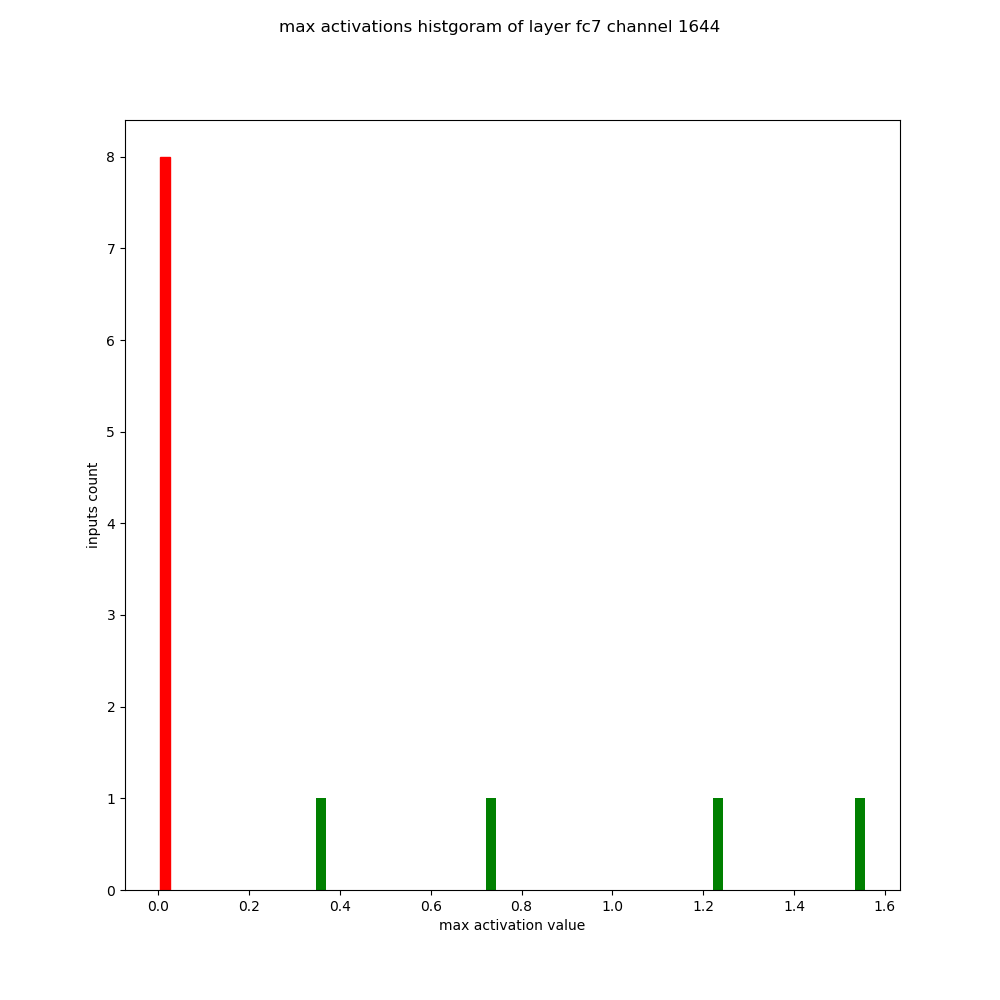 max activations histgoram of layer fc7 channel 1644
8
7
6
5
4
3
2
1
0
inputs count
0.0 0.2 0.4 0.6 0.8 1.0 1.2 1.4 1.6
max activation value